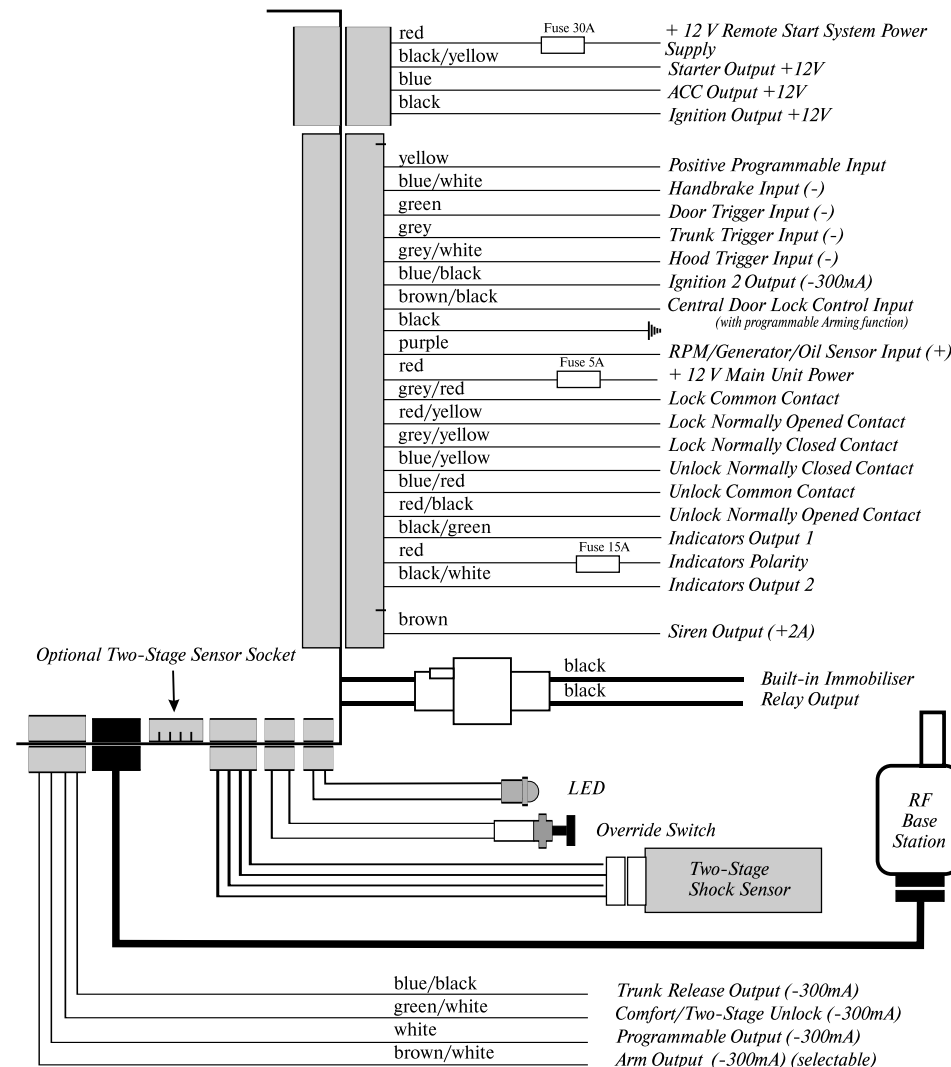 red Fuse 30A + 12 V Remote Start System Power
Supply
black/yellow Starter Output +12V
blue ACC Output +12V
black Ignition Output +12V
yellow Positive Programmable Input
blue/white Handbrake Input (-)
green Door Trigger Input (-)
grey Trunk Trigger Input (-)
grey/white Hood Trigger Input (-)
blue/black Ignition 2 Output (-300мA)
brown/black Central Door Lock Control Input
(with programmable Arming function)
black
purple RPM/Generator/Oil Sensor Input (+)
red Fuse 5A + 12 V Main Unit Power
grey/red Lock Common Contact
red/yellow Lock Normally Opened Contact
grey/yellow Lock Normally Closed Contact
blue/yellow Unlock Normally Closed Contact
blue/red Unlock Common Contact
red/black Unlock Normally Opened Contact
black/green Indicators Output 1
red Fuse 15A Indicators Polarity
black/white Indicators Output 2
brown Siren Output (+2A)
Optional Two-Stage Sensor Socket
black
black
Built-in Immobiliser
Relay Output
LED
Override Switch
RF
Base
Station
Two-Stage
Shock Sensor
blue/black Trunk Release Output (-300mA)
green/white Comfort/Two-Stage Unlock (-300mA)
white Programmable Output (-300mA)
brown/white Arm Output (-300mA) (selectable)